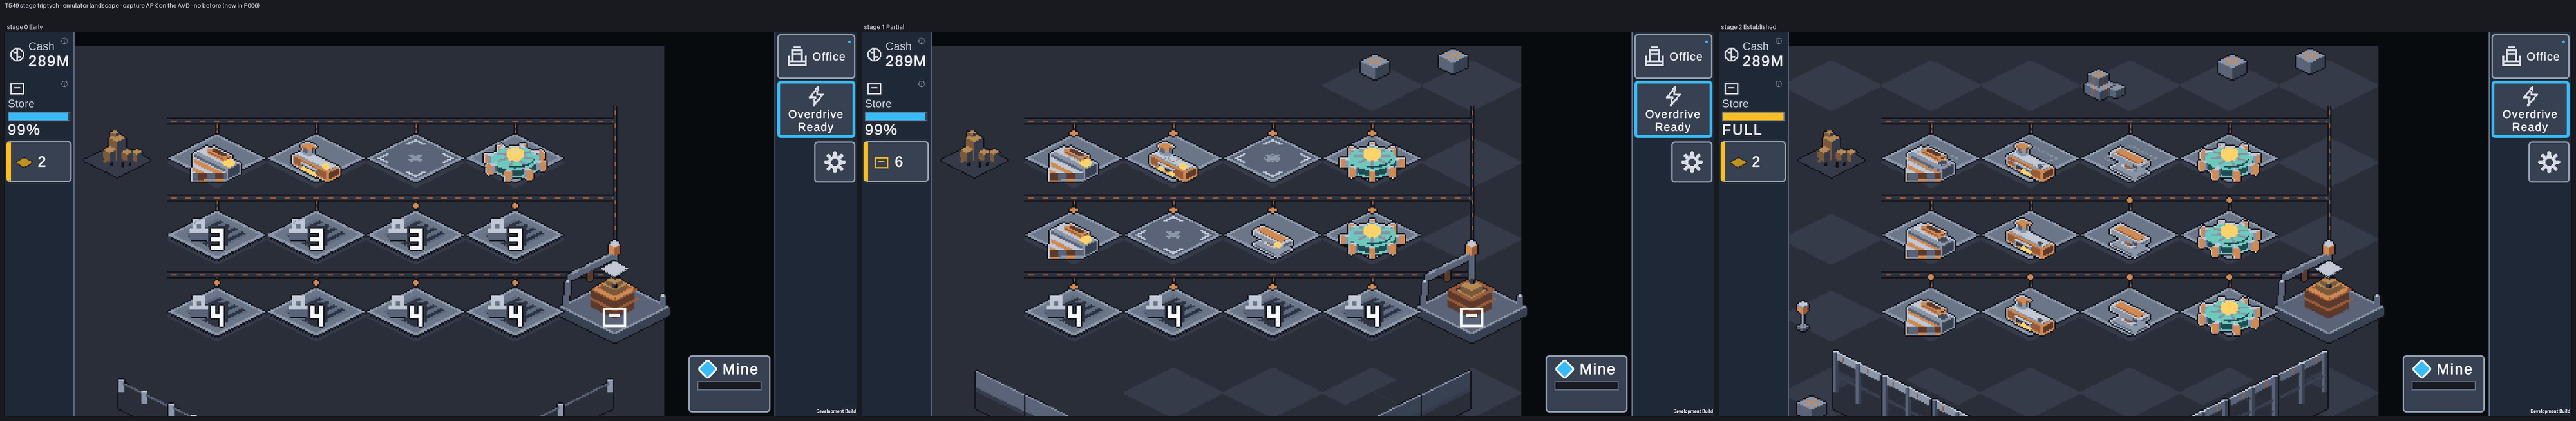 T549 stage triptych - emulator landscape - capture APK on the AVD - no before (new in F006)
stage 0 Early
Cash
289M
Store
99%
2
3 3 3 3
4 4 4 4
Office
Overdrive
Ready
Mine
Development Build
stage 1 Partial
Cash
289M
Store
99%
6
4 4 4 4
Office
Overdrive
Ready
Mine
Development Build
stage 2 Established
Cash
289M
Store
FULL
2
Office
Overdrive
Ready
Mine
Development Build